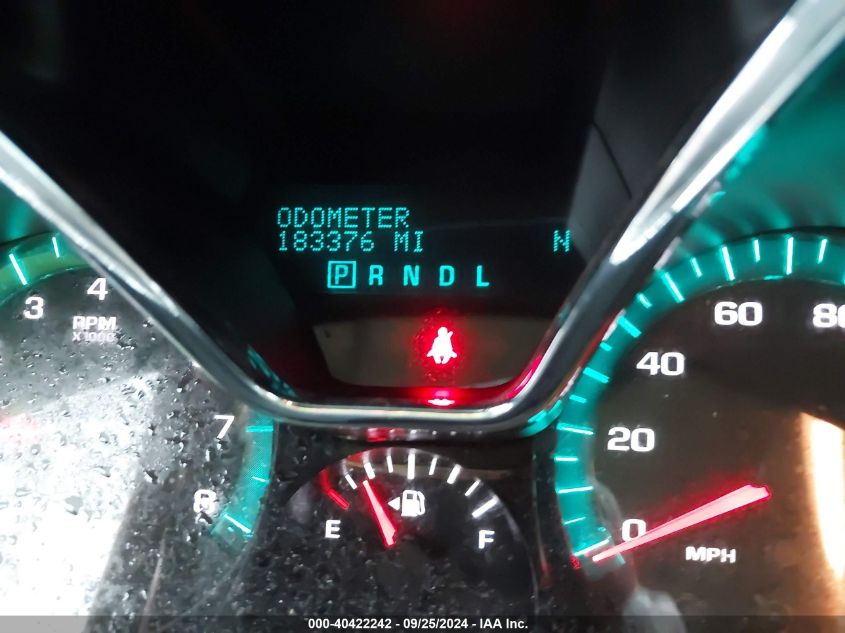 ODOMETER
183376 MI N
P R N D L
3 4
RPM
X1000
7
8
60 80
40
20
0
MPH
E F
000-40422242 - 09/25/2024 - IAA Inc.